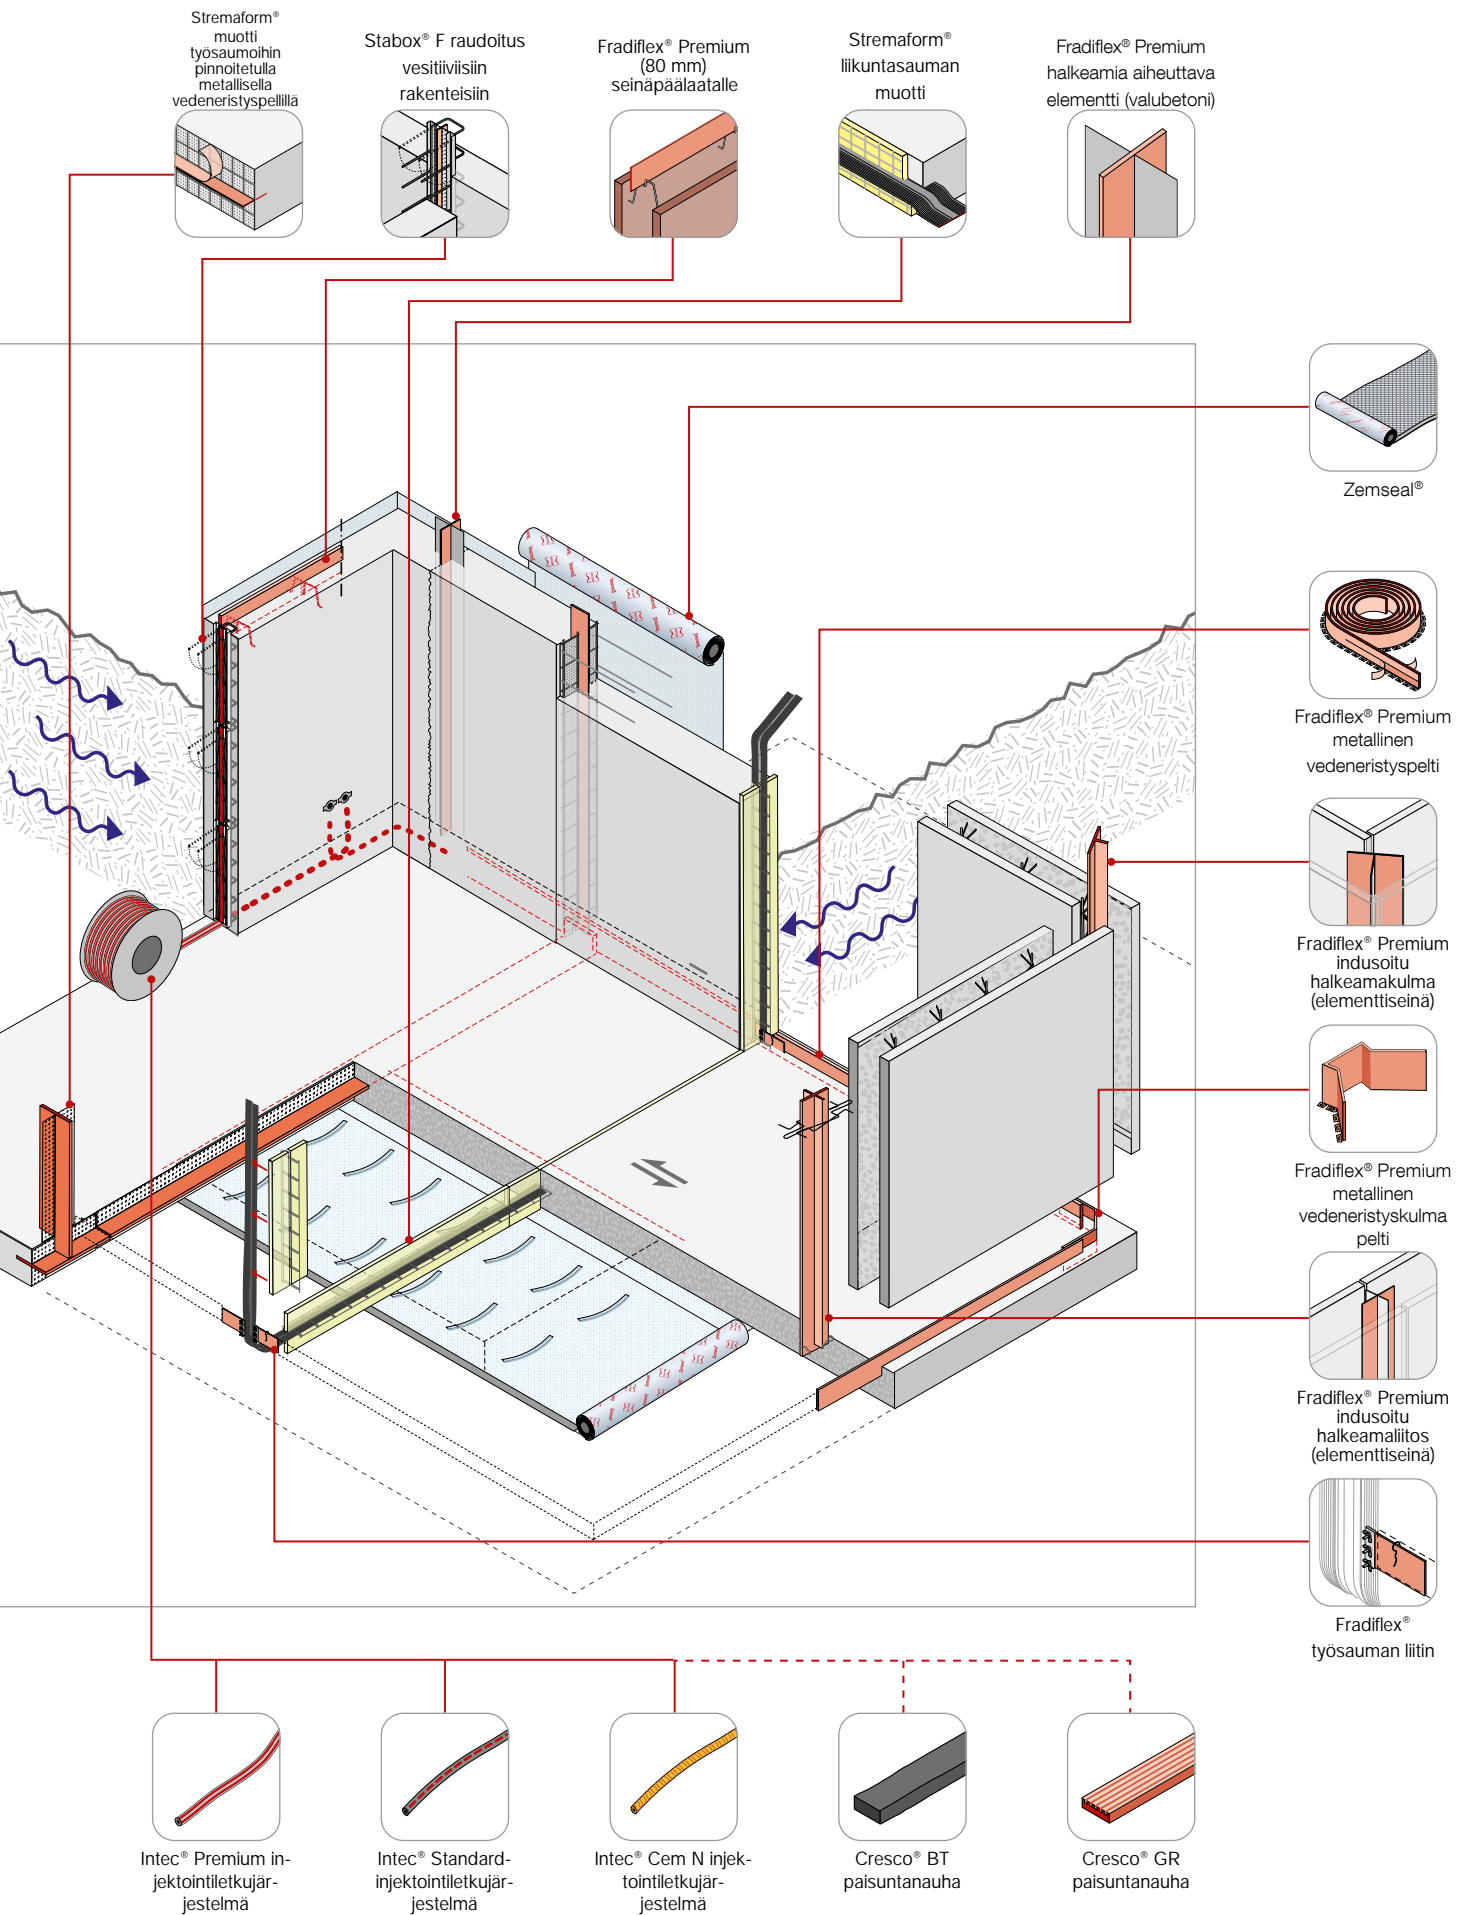 Stremaform®
muotti
työsaumoihin
pinnoitetulla
metallisella
vedeneristyspellillä
Stabox® F raudoitus
vesitiiviisiin
rakenteisiin
Fradiflex® Premium
(80 mm)
seinäpäälaatalle
Stremaform®
liikuntasauman
muotti
Fradiflex® Premium
halkeamia aiheuttava
elementti (valubetoni)
Zemseal®
Fradiflex® Premium
metallinen
vedeneristyspelti
Fradiflex® Premium
indusoitu
halkeamakulma
(elementtiseinä)
Fradiflex® Premium
metallinen
vedeneristyskulma
pelti
Fradiflex® Premium
indusoitu
halkeamaliitos
(elementtiseinä)
Fradiflex®
työsauman liitin
Intec® Premium in-
jektointiletkujär-
jestelmä
Intec® Standard-
injektointiletkujär-
jestelmä
Intec® Cem N injek-
tointiletkujär-
jestelmä
Cresco® BT
paisuntanauha
Cresco® GR
paisuntanauha